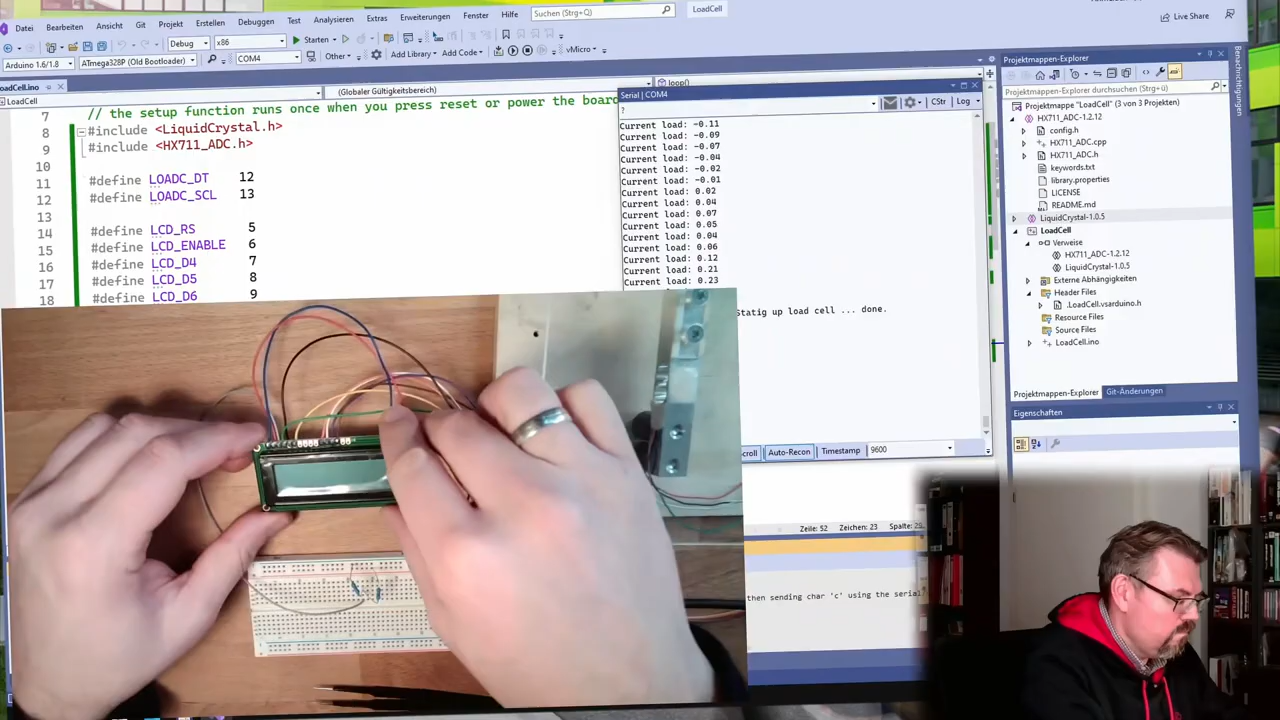 Datei Bearbeiten Ansicht Git Projekt Erstellen Debuggen Test Analysieren Extras Erweiterungen Fenster Hilfe Suchen (Strg+Q) LoadCell
Live Share
Debug x86 Starten Add Library Add Code vMicro
Arduino 1.6/1.8 ATmega328P (Old Bootloader) COM4 Other
oadCell.ino
LoadCell (Globaler Gültigkeitsbereich) loop()
7 // the setup function runs once when you press reset or power the board
8 #include <LiquidCrystal.h>
9 #include <HX711_ADC.h>
10
11 #define LOADC_DT 12
12 #define LOADC_SCL 13
13
14 #define LCD_RS 5
15 #define LCD_ENABLE 6
16 #define LCD_D4 7
17 #define LCD_D5 8
18 #define LCD_D6 9
Serial | COM4
CStr Log
Current load: -0.11
Current load: -0.09
Current load: -0.07
Current load: -0.04
Current load: -0.02
Current load: -0.01
Current load: 0.02
Current load: 0.04
Current load: 0.07
Current load: 0.05
Current load: 0.04
Current load: 0.06
Current load: 0.12
Current load: 0.21
Current load: 0.23
Statig up load cell ... done.
croll Auto-Recon Timestamp 9600
Zeile: 52 Zeichen: 23 Spalte:
then sending char 'c' using the serial
Projektmappen-Explorer
Projektmappen-Explorer durchsuchen (Strg+ü)
Projektmappe "LoadCell" (3 von 3 Projekten)
HX711_ADC-1.2.12
config.h
HX711_ADC.cpp
HX711_ADC.h
keywords.txt
library.properties
LICENSE
README.md
LiquidCrystal-1.0.5
LoadCell
Verweise
HX711_ADC-1.2.12
LiquidCrystal-1.0.5
Externe Abhängigkeiten
Header Files
.LoadCell.vsarduino.h
Resource Files
Source Files
LoadCell.ino
Projektmappen-Explorer Git-Änderungen
Eigenschaften
Benachrichtigungen